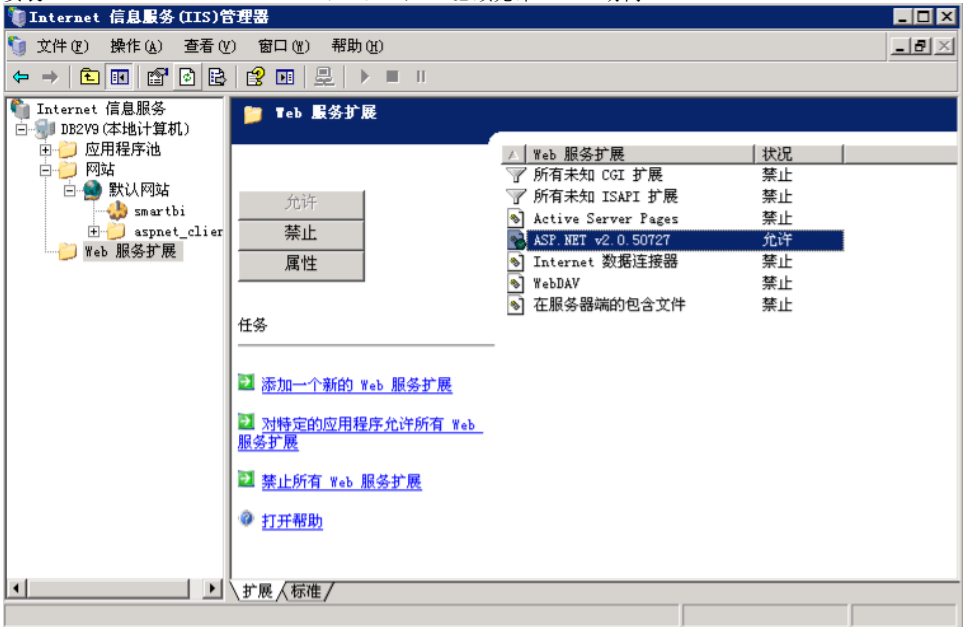 Internet 信息服务(IIS)管理器
文件(F) 操作(A) 查看(V) 窗口(W) 帮助(H)
Internet 信息服务
DB2V9(本地计算机)
应用程序池
网站
默认网站
smartbi
aspnet_clier
Web 服务扩展
Web 服务扩展
允许
禁止
属性
任务
添加一个新的 Web 服务扩展
对特定的应用程序允许所有 Web
服务扩展
禁止所有 Web 服务扩展
打开帮助
Web 服务扩展 状况
所有未知 CGI 扩展 禁止
所有未知 ISAPI 扩展 禁止
Active Server Pages 禁止
ASP.NET v2.0.50727 允许
Internet 数据连接器 禁止
WebDAV 禁止
在服务器端的包含文件 禁止
扩展 标准